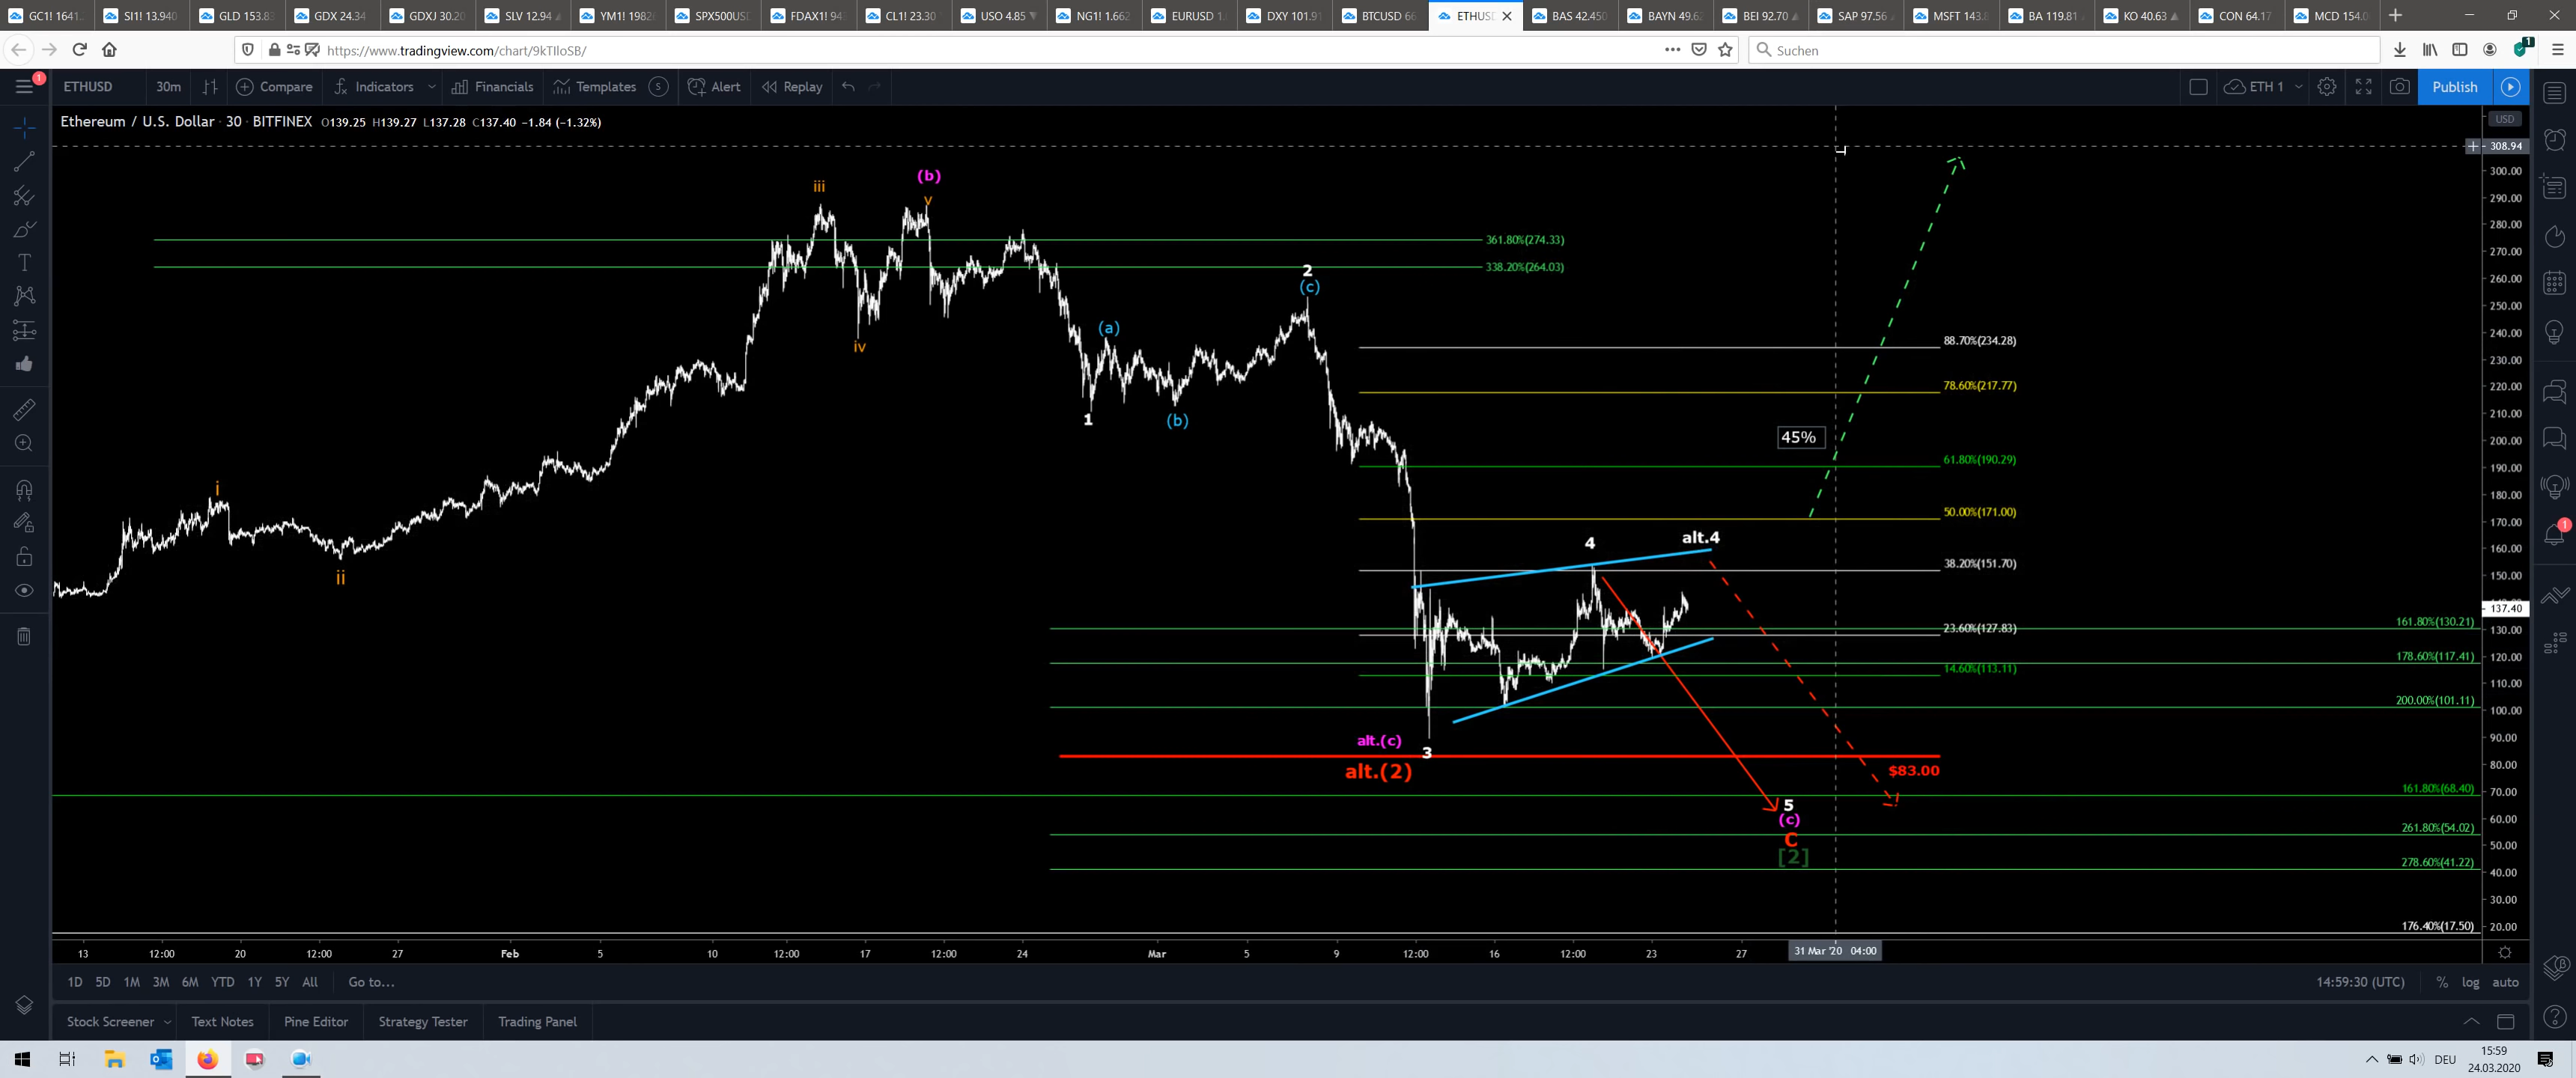 GC1! 1641. SI1! 13.940 GLD 153.8 GDX 24.34 GDXJ 30.20 SLV 12.94 YM1! 1982 SPX500US FDAX1! 94 CL1! 23.30 USO 4.85 ▼ NG1! 1.662 EURUSD 1. DXY 101.91 BTCUSD 66 ETHUSD BAS 42.450 BAYN 49.6 BEI 92.70 ▲ SAP 97.56 MSFT 143. BA 119.81 KO 40.63 ▲ CON 64.17 MCD 154.
https://www.tradingview.com/chart/9kTIloSB/ Suchen
1 ETHUSD 30m Compare Indicators Financials Templates S Alert Replay ETH 1 Publish
Ethereum / U.S. Dollar · 30 · BITFINEX O139.25 H139.27 L137.28 C137.40 −1.84 (−1.32%) USD
308.94
300.00
290.00
280.00
270.00
260.00
250.00
240.00
230.00
220.00
210.00
200.00
190.00
180.00
170.00
160.00
150.00
137.40
130.00
120.00
110.00
100.00
90.00
80.00
70.00
60.00
50.00
40.00
30.00
20.00
i
ii
iii
iv
(b)
v
361.80%(274.33)
338.20%(264.03)
1
(a)
(b)
2
(c)
88.70%(234.28)
78.60%(217.77)
45%
61.80%(190.29)
50.00%(171.00)
4
alt.4
38.20%(151.70)
161.80%(130.21)
23.60%(127.83)
178.60%(117.41)
14.60%(113.11)
200.00%(101.11)
alt.(c)
3
alt.(2)
$83.00
161.80%(68.40)
5
(c)
C
[2]
261.80%(54.02)
278.60%(41.22)
176.40%(17.50)
13 12:00 20 12:00 27 Feb 5 10 12:00 17 12:00 24 Mar 5 9 12:00 16 12:00 23 27 31 Mar '20 04:00
1D 5D 1M 3M 6M YTD 1Y 5Y All Go to... 14:59:30 (UTC) % log auto
Stock Screener Text Notes Pine Editor Strategy Tester Trading Panel
DEU 15:59
24.03.2020